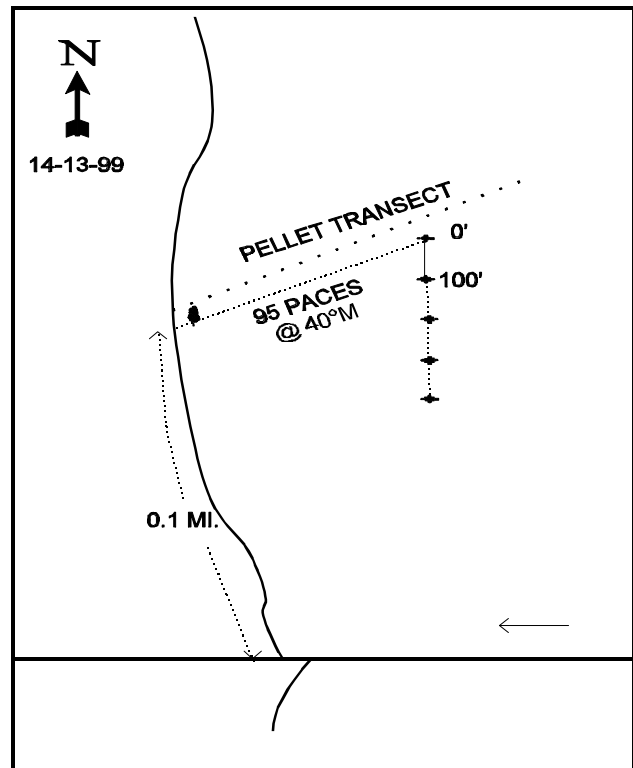 N
14-13-99
PELLET TRANSECT
0'
100'
95 PACES
@ 40°M
0.1 MI.